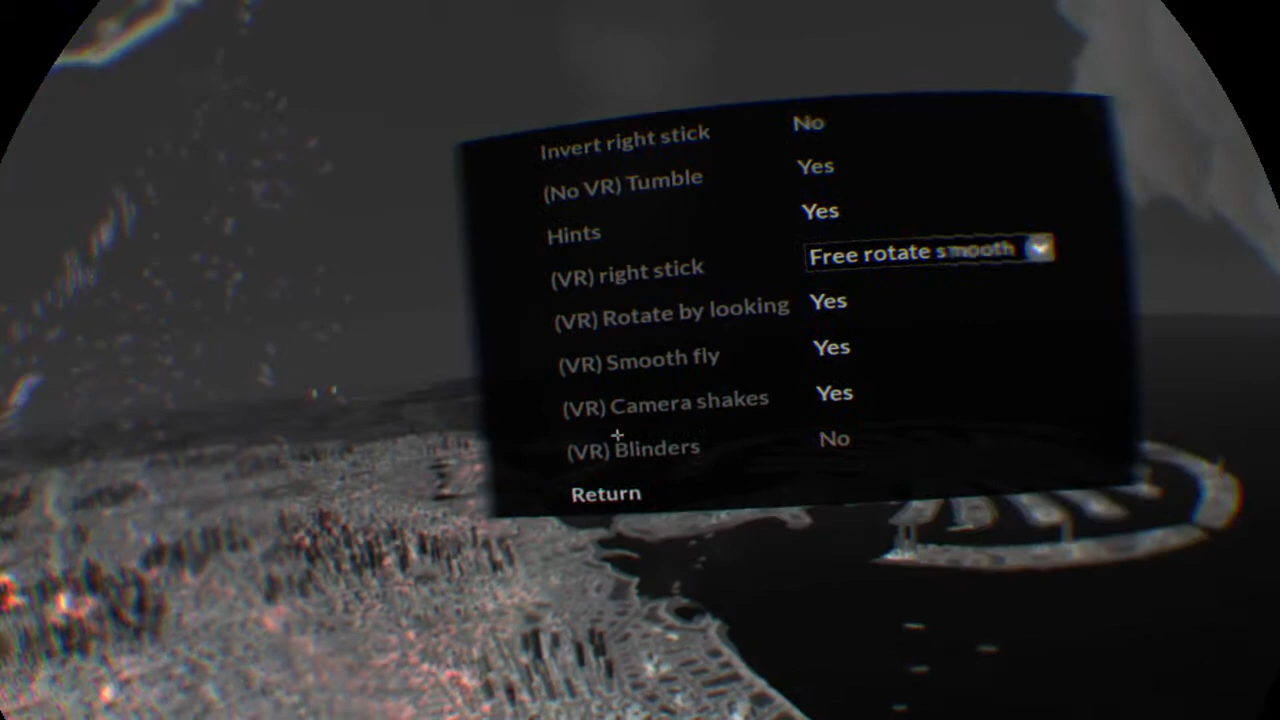 Invert right stick No
(No VR) Tumble Yes
Hints Yes
(VR) right stick Free rotate smooth
(VR) Rotate by looking Yes
(VR) Smooth fly Yes
(VR) Camera shakes Yes
(VR) Blinders No
Return